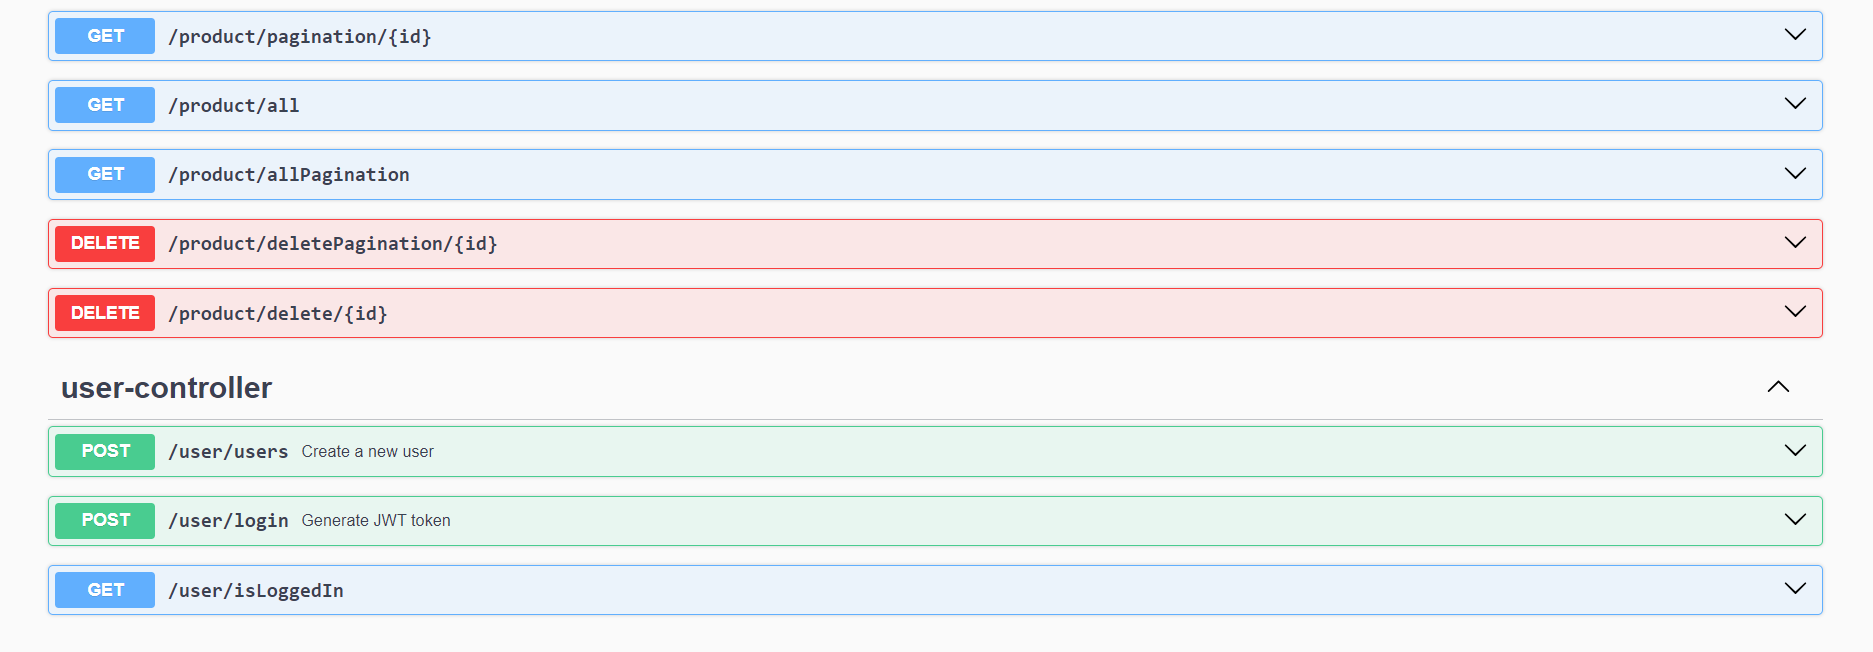 GET /product/pagination/{id}
GET /product/all
GET /product/allPagination
DELETE /product/deletePagination/{id}
DELETE /product/delete/{id}
user-controller
POST /user/users Create a new user
POST /user/login Generate JWT token
GET /user/isLoggedIn